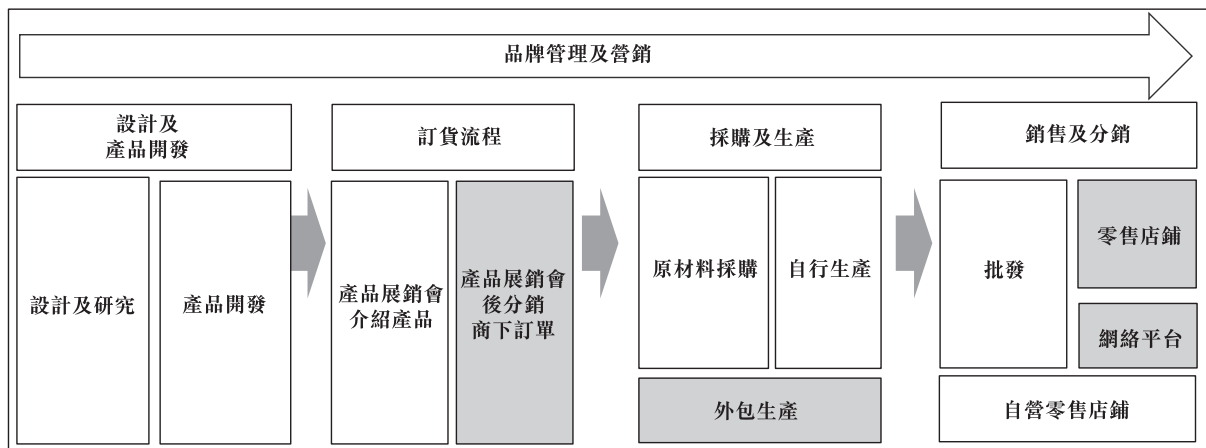 品牌管理及營銷
設計及
產品開發
設計及研究
產品開發
訂貨流程
產品展銷會
介紹產品
產品展銷會
後分銷
商下訂單
採購及生產
原材料採購
自行生產
外包生產
銷售及分銷
批發
零售店鋪
網絡平台
自營零售店鋪